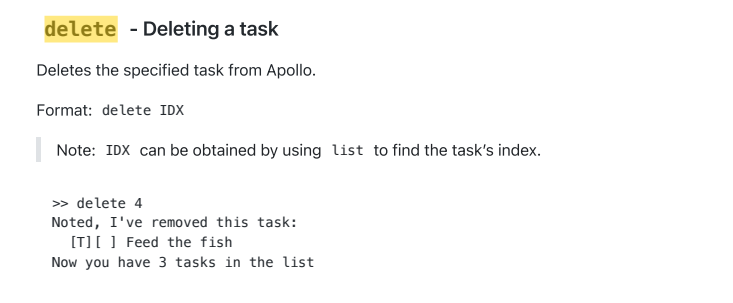 delete - Deleting a task
Deletes the specified task from Apollo.
Format: delete IDX
Note: IDX can be obtained by using list to find the task’s index.
>> delete 4
Noted, I've removed this task:
  [T][ ] Feed the fish
Now you have 3 tasks in the list